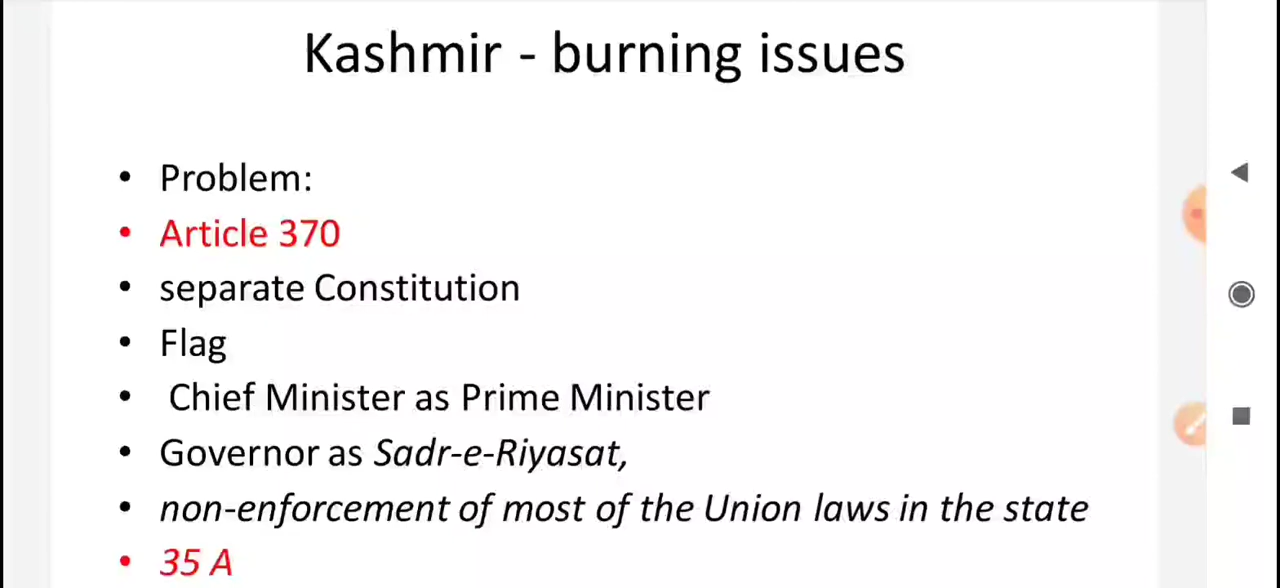 Kashmir - burning issues
• Problem:
• Article 370
• separate Constitution
• Flag
• Chief Minister as Prime Minister
• Governor as Sadr-e-Riyasat,
• non-enforcement of most of the Union laws in the state
• 35 A